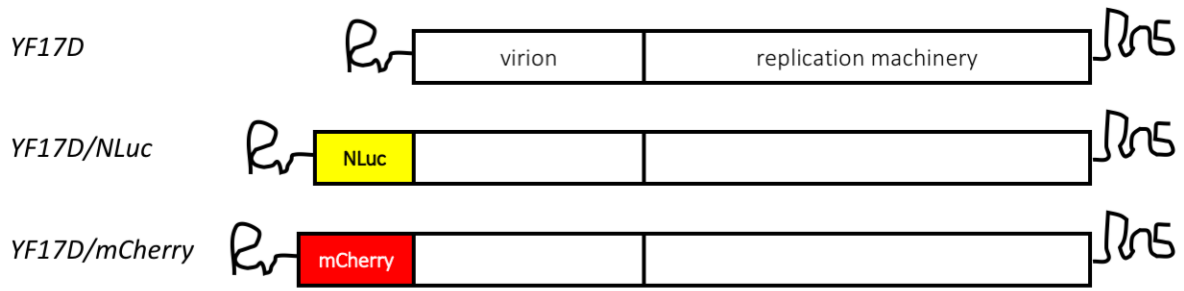 YF17D virion replication machinery
YF17D/NLuc NLuc
YF17D/mCherry mCherry